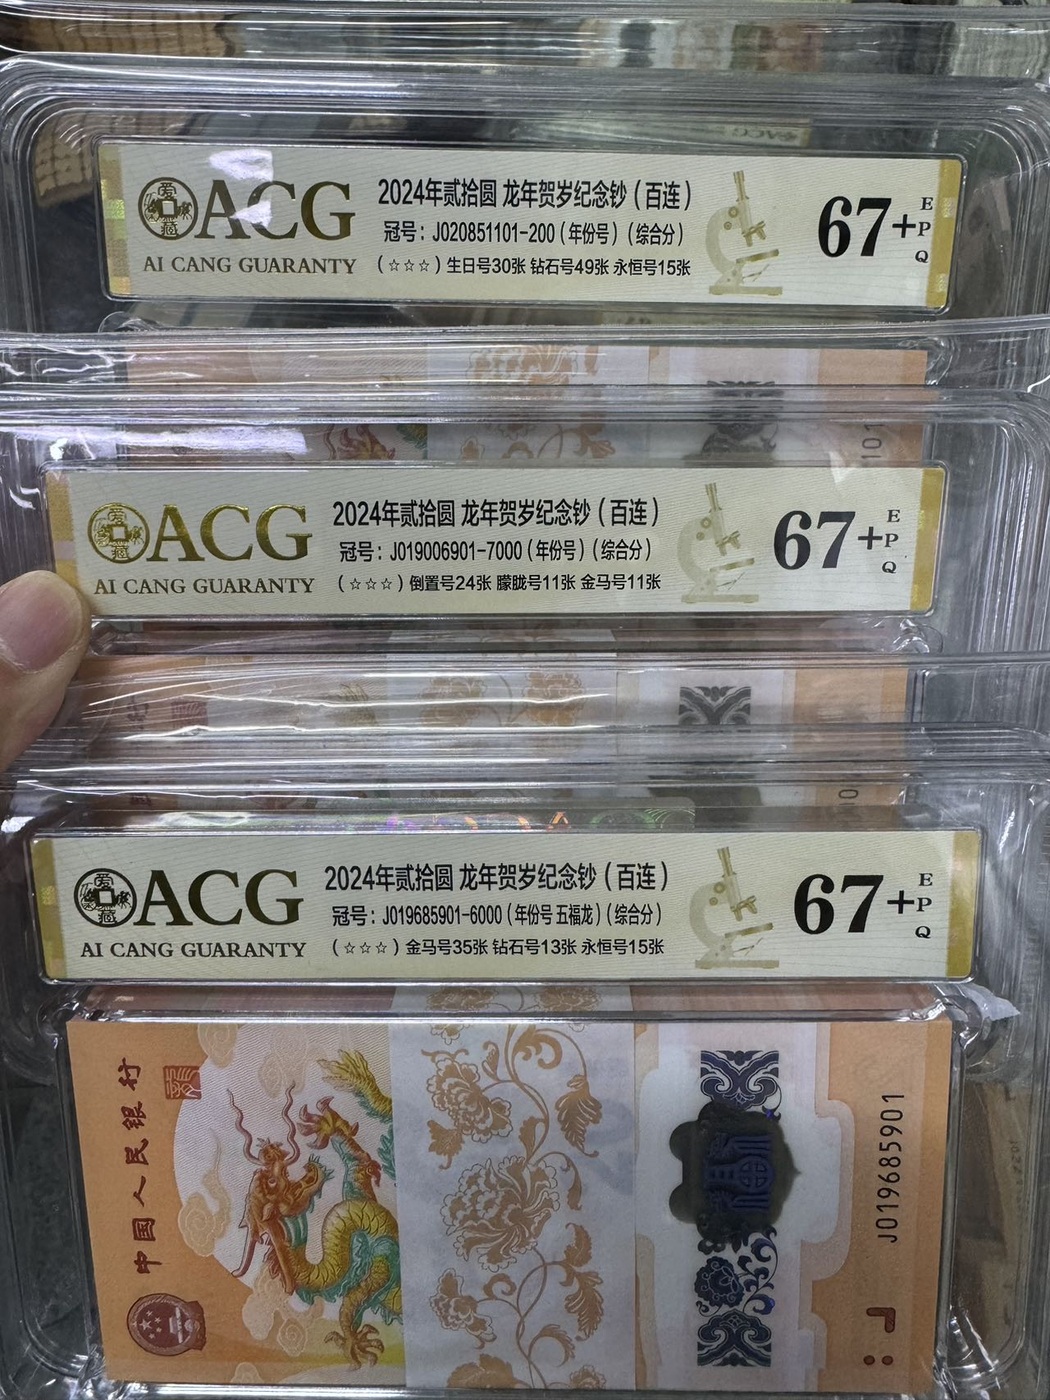 ACG
AI CANG GUARANTY
2024年贰拾圆 龙年贺岁纪念钞（百连）
冠号：J020851101-200（年份号）（综合分）
（☆☆☆）生日号30张 钻石号49张 永恒号15张
67+
EPQ
ACG
AI CANG GUARANTY
2024年贰拾圆 龙年贺岁纪念钞（百连）
冠号：J019006901-7000（年份号）（综合分）
（☆☆☆）倒置号24张 朦胧号11张 金马号11张
67+
EPQ
ACG
AI CANG GUARANTY
2024年贰拾圆 龙年贺岁纪念钞（百连）
冠号：J019685901-6000（年份号 五福龙）（综合分）
（☆☆☆）金马号35张 钻石号13张 永恒号15张
67+
EPQ
中国人民银行
J019685901